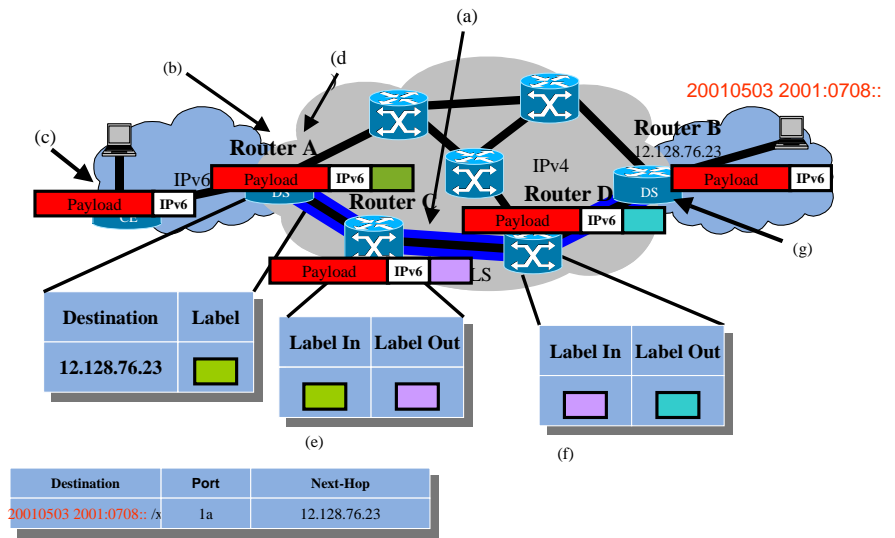 (a)
(d
)
(b)
20010503 2001:0708::
(c)
Router A
Router B
12.128.76.23
IPv6
IPv4
Payload IPv6
DS
Payload IPv6
CE
Payload IPv6
DS
Router C
Router D
Payload IPv6
(g)
Payload IPv6
LS
Destination Label
12.128.76.23
Label In Label Out
Label In Label Out
(e)
(f)
Destination Port Next-Hop
20010503 2001:0708:: /x 1a 12.128.76.23